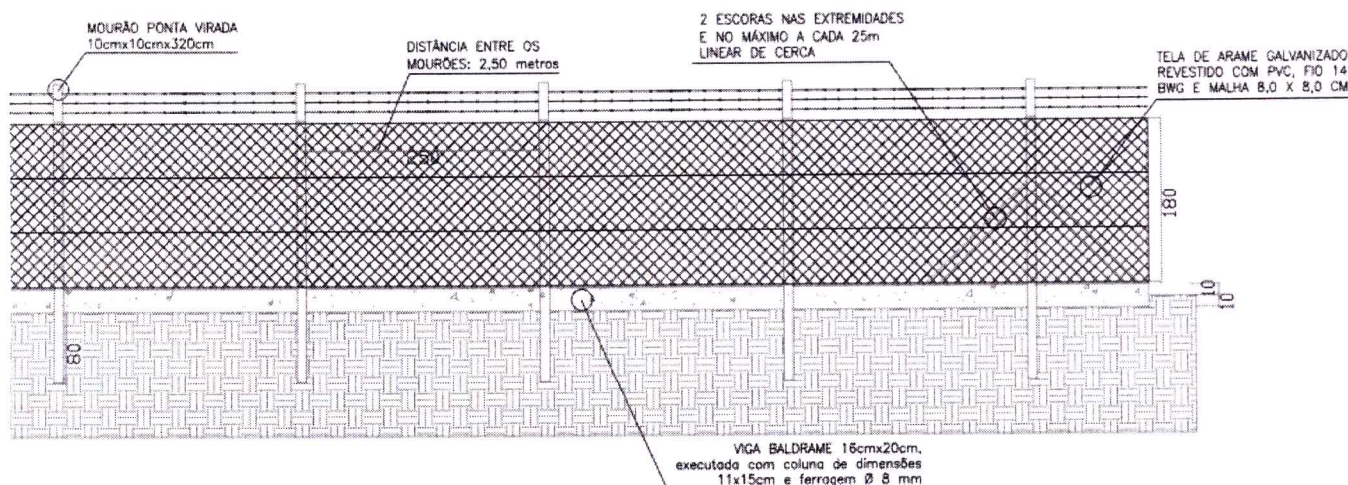 MOURÃO PONTA VIRADA
10cmx10cmx320cm
DISTÂNCIA ENTRE OS
MOURÕES: 2,50 metros
2 ESCORAS NAS EXTREMIDADES
E NO MÁXIMO A CADA 25m
LINEAR DE CERCA
TELA DE ARAME GALVANIZADO
REVESTIDO COM PVC, FIO 14
BWG E MALHA 8,0 X 8,0 CM
250
180
10
10
80
VIGA BALDRAME 16cmx20cm,
executada com coluna de dimensões
11x15cm e ferragem Ø 8 mm